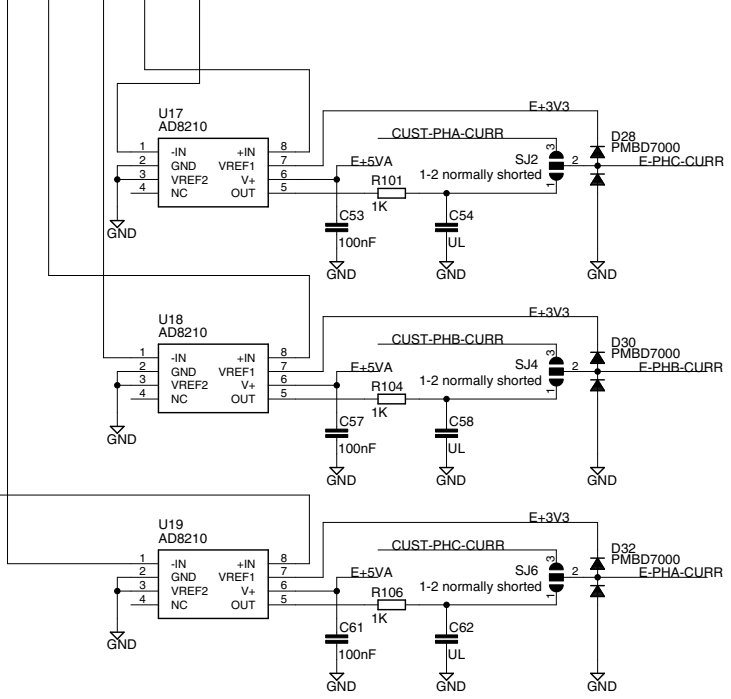 U17
AD8210
1 -IN +IN 8
2 GND VREF1 7
3 VREF2 V+ 6
4 NC OUT 5
GND
E+3V3
CUST-PHA-CURR
E+5VA
R101
1K
C53
100nF
GND
C54
UL
GND
SJ2
1-2 normally shorted
3
2
1
D28
PMBD7000
E-PHC-CURR
GND
U18
AD8210
1 -IN +IN 8
2 GND VREF1 7
3 VREF2 V+ 6
4 NC OUT 5
GND
E+3V3
CUST-PHB-CURR
E+5VA
R104
1K
C57
100nF
GND
C58
UL
GND
SJ4
1-2 normally shorted
3
2
1
D30
PMBD7000
E-PHB-CURR
GND
U19
AD8210
1 -IN +IN 8
2 GND VREF1 7
3 VREF2 V+ 6
4 NC OUT 5
GND
E+3V3
CUST-PHC-CURR
E+5VA
R106
1K
C61
100nF
GND
C62
UL
GND
SJ6
1-2 normally shorted
3
2
1
D32
PMBD7000
E-PHA-CURR
GND